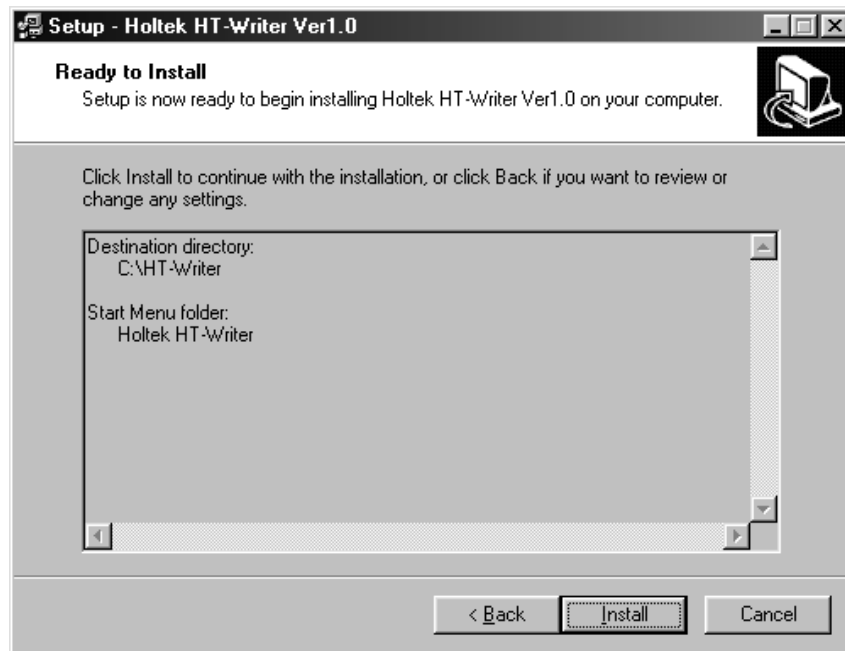 Setup - Holtek HT-Writer Ver1.0
Ready to Install
Setup is now ready to begin installing Holtek HT-Writer Ver1.0 on your computer.
Click Install to continue with the installation, or click Back if you want to review or
change any settings.
Destination directory:
C:\HT-Writer
Start Menu folder:
Holtek HT-Writer
< Back Install Cancel